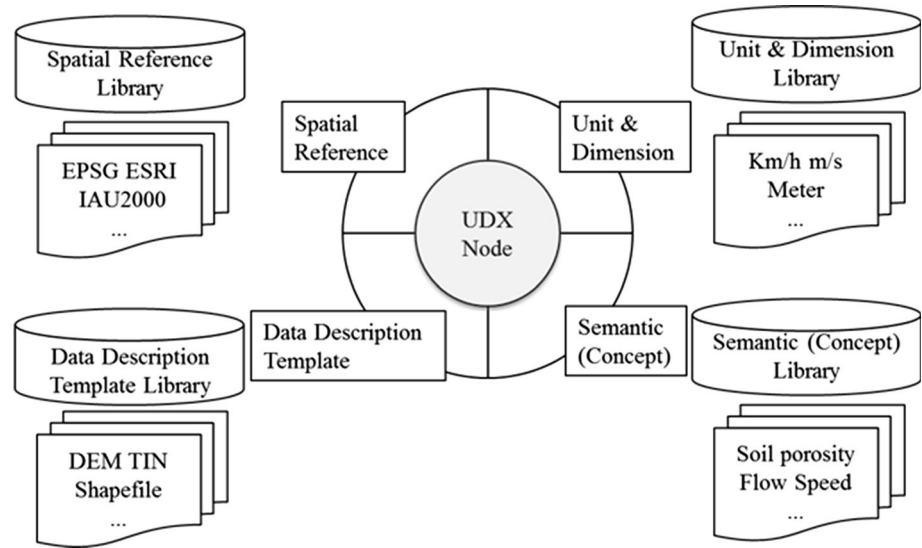 Spatial Reference
Library
EPSG ESRI
IAU2000
...
Spatial
Reference
Unit &
Dimension
Unit & Dimension
Library
Km/h m/s
Meter
...
UDX
Node
Data Description
Template Library
DEM TIN
Shapefile
...
Data Description
Template
Semantic
(Concept)
Semantic (Concept)
Library
Soil porosity
Flow Speed
...